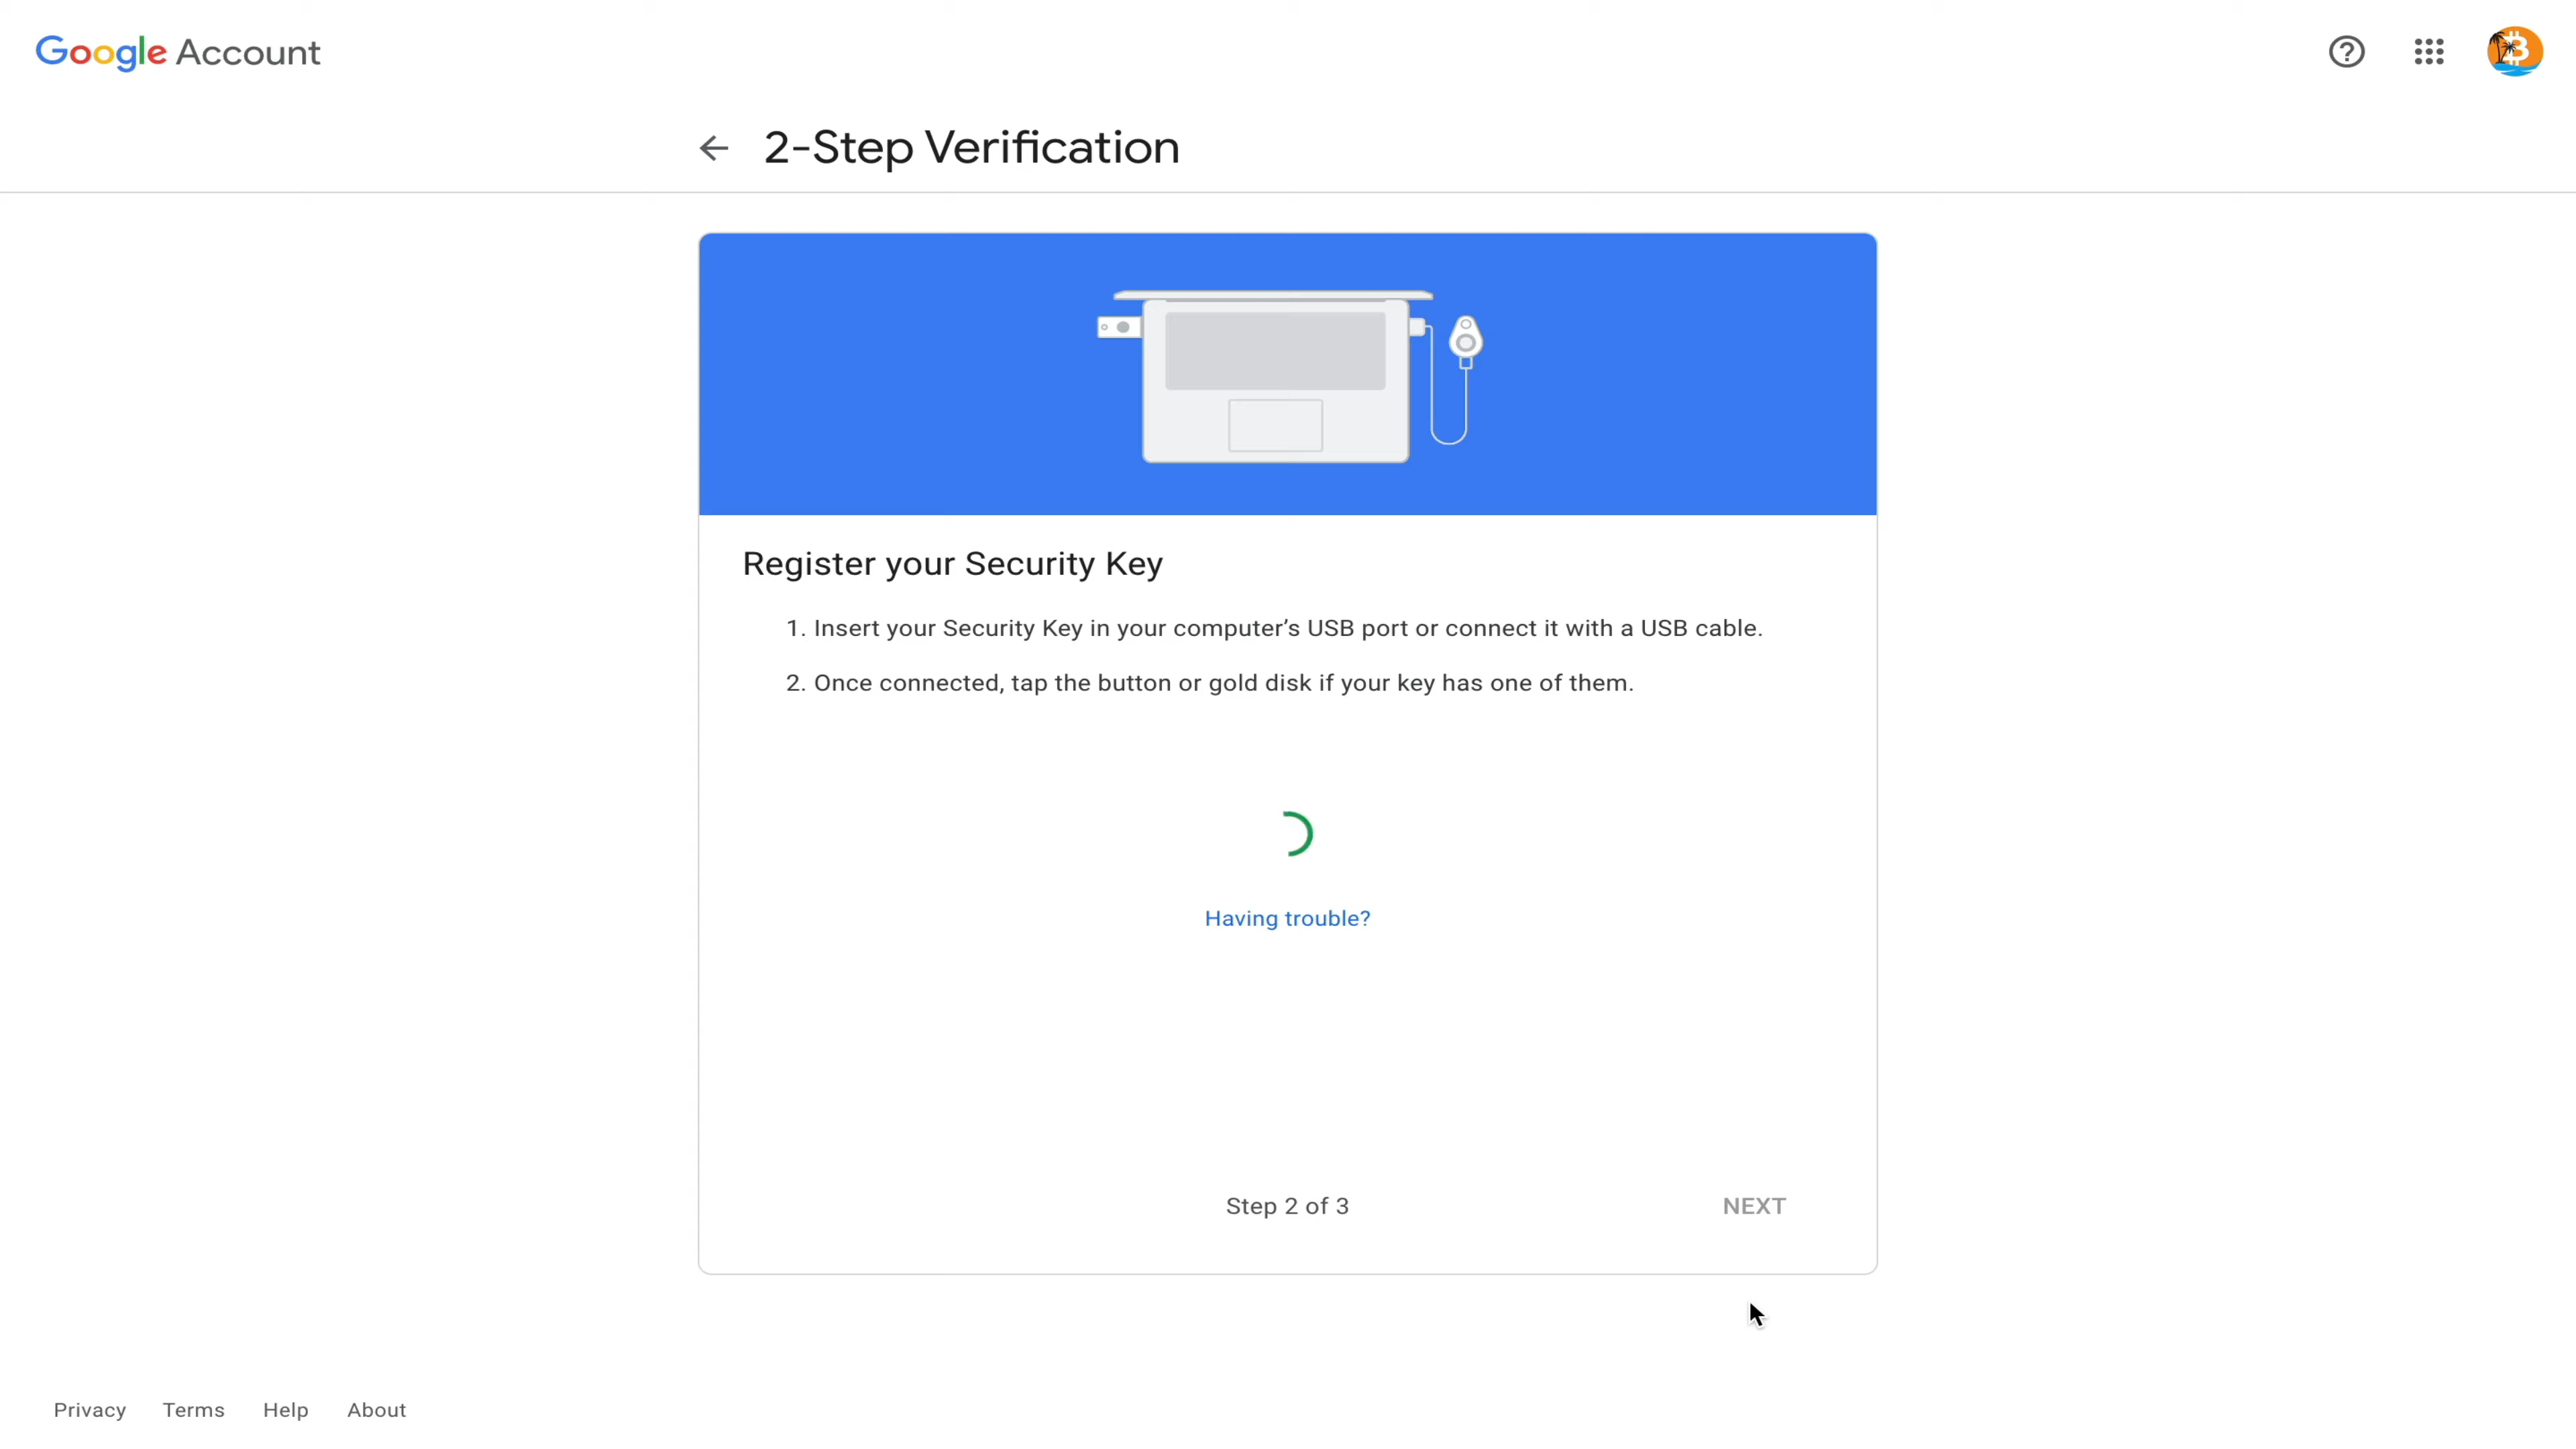 Google Account
2-Step Verification
Register your Security Key
1. Insert your Security Key in your computer’s USB port or connect it with a USB cable.
2. Once connected, tap the button or gold disk if your key has one of them.
Having trouble?
Step 2 of 3
NEXT
Privacy Terms Help About